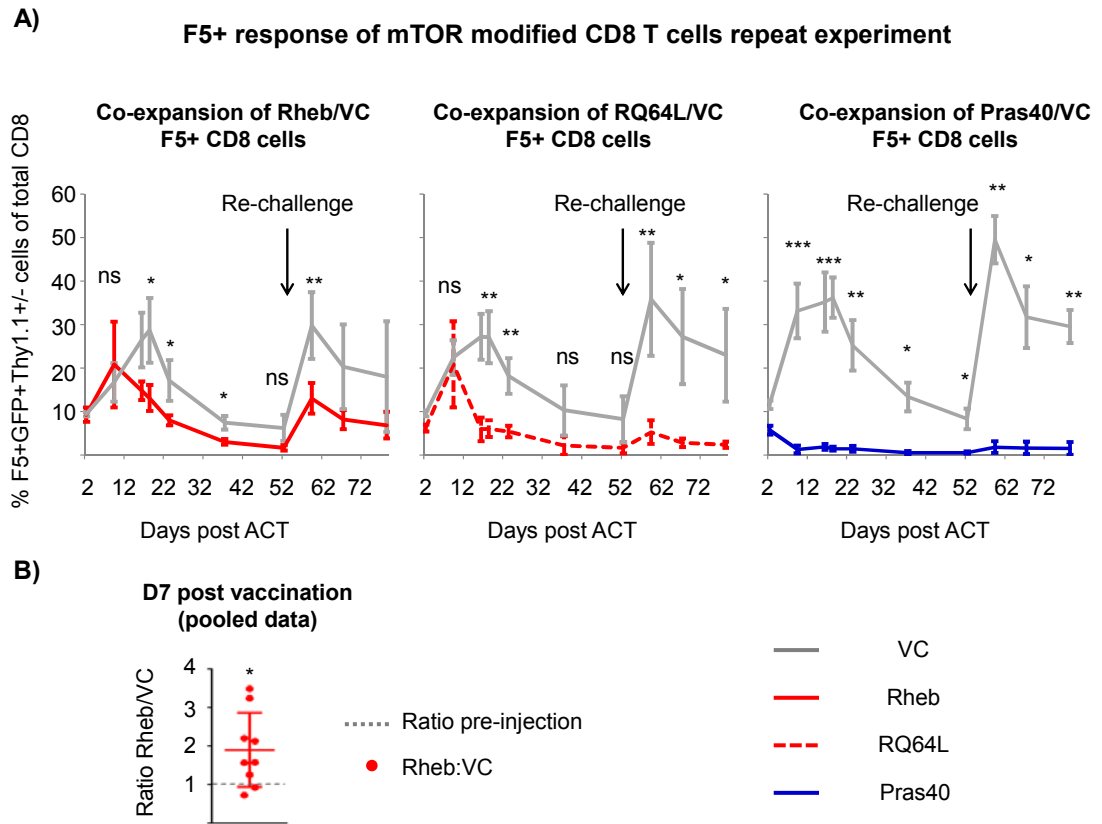 A)
F5+ response of mTOR modified CD8 T cells repeat experiment
% F5+GFP+Thy1.1+/- cells of total CD8
Co-expansion of Rheb/VC
F5+ CD8 cells
60
50
40
30
20
10
Re-challenge
ns
*
*
*
ns
**
2 12 22 32 42 52 62 72
Days post ACT
Co-expansion of RQ64L/VC
F5+ CD8 cells
Re-challenge
ns
**
**
ns
ns
**
*
*
2 12 22 32 42 52 62 72
Days post ACT
Co-expansion of Pras40/VC
F5+ CD8 cells
Re-challenge
***
***
**
*
*
**
*
**
2 12 22 32 42 52 62 72
Days post ACT
B)
D7 post vaccination
(pooled data)
Ratio Rheb/VC
4
3
2
1
*
Ratio pre-injection
Rheb:VC
VC
Rheb
RQ64L
Pras40